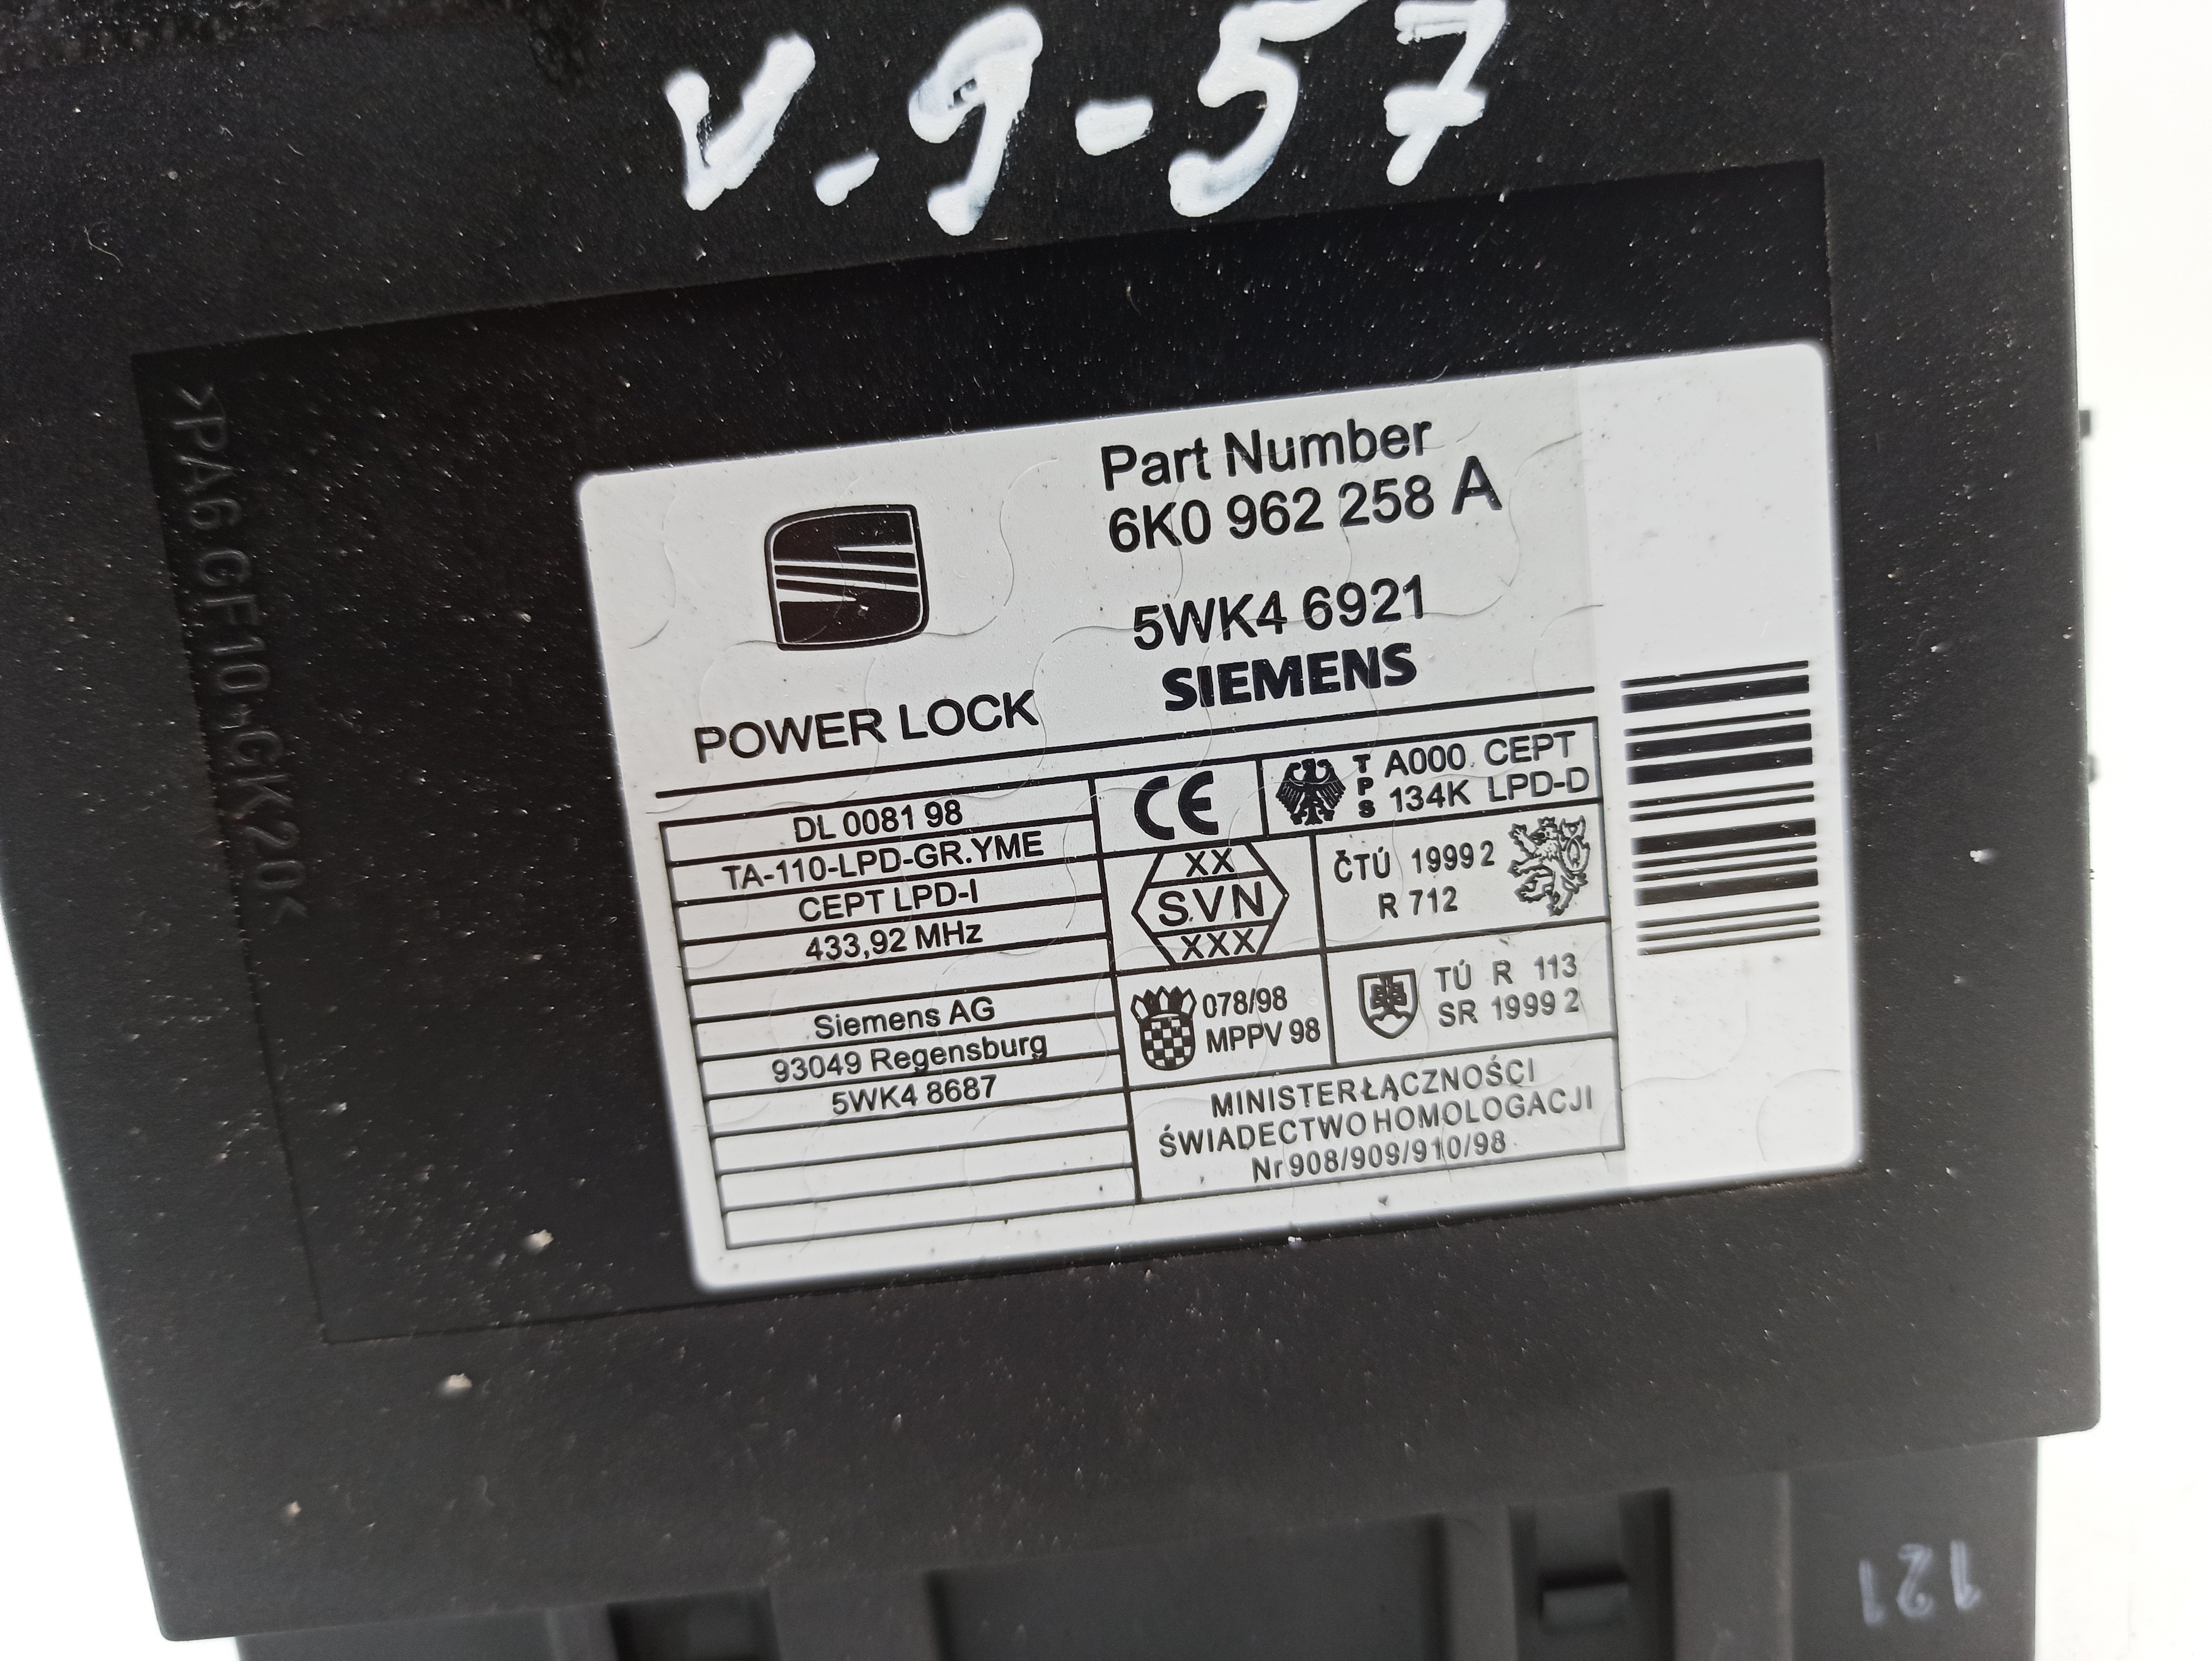 V.9-57
>PA6 GF10+GK20<
Part Number
6K0 962 258 A
5WK4 6921
SIEMENS
POWER LOCK
DL 0081 98
TA-110-LPD-GR.YME
CEPT LPD-I
433,92 MHz
Siemens AG
93049 Regensburg
5WK4 8687
CE
TPS A000 CEPT
134K LPD-D
XX
SVN
XXX
ČTÚ 1999 2
R 712
078/98
MPPV 98
TÚ R 113
SR 1999 2
MINISTER ŁĄCZNOŚCI
ŚWIADECTWO HOMOLOGACJI
Nr 908/909/910/98
121